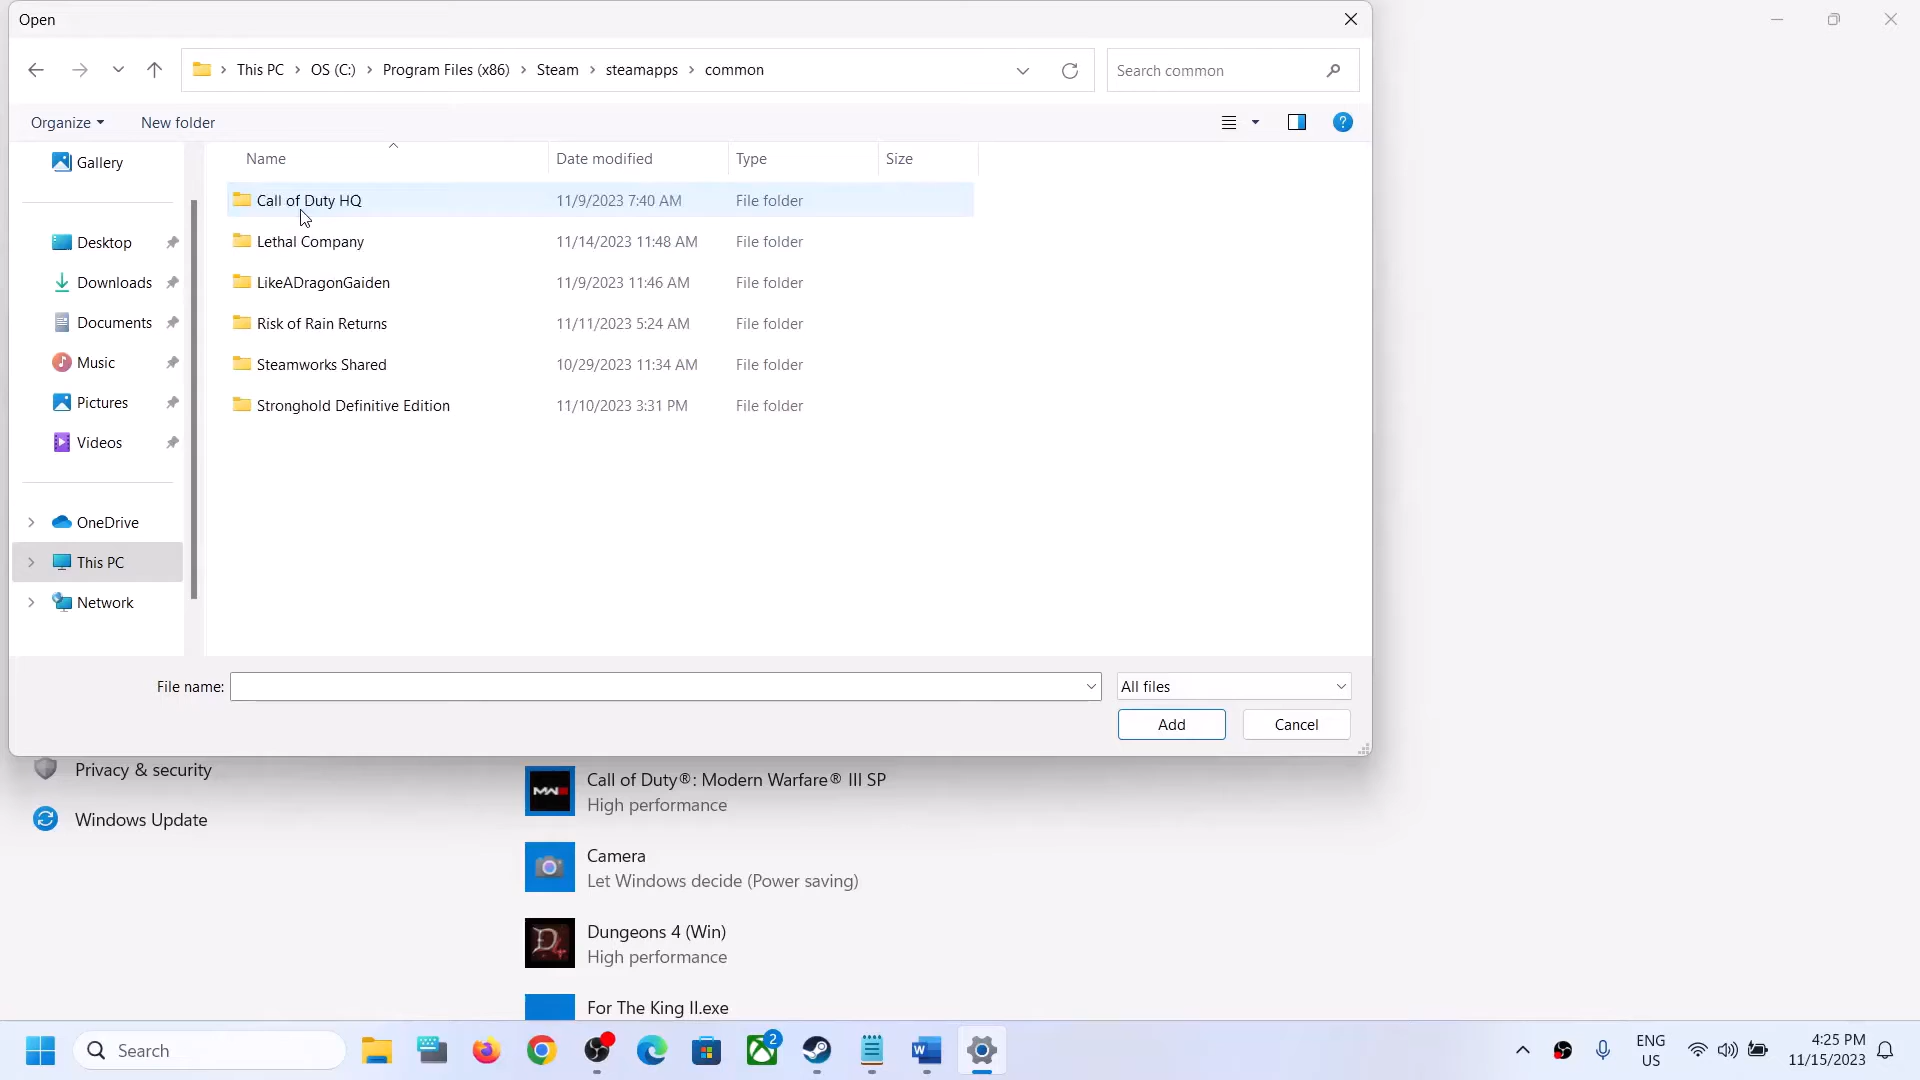 Open
This PC > OS (C:) > Program Files (x86) > Steam > steamapps > common
Search common
Organize
New folder
?
Gallery
Desktop
Downloads
Documents
Music
Pictures
Videos
OneDrive
This PC
Network
Name Date modified Type Size
Call of Duty HQ 11/9/2023 7:40 AM File folder
Lethal Company 11/14/2023 11:48 AM File folder
LikeADragonGaiden 11/9/2023 11:46 AM File folder
Risk of Rain Returns 11/11/2023 5:24 AM File folder
Steamworks Shared 10/29/2023 11:34 AM File folder
Stronghold Definitive Edition 11/10/2023 3:31 PM File folder
File name:
All files
Add
Cancel
Privacy & security
Windows Update
Call of Duty®: Modern Warfare® III SP
High performance
Camera
Let Windows decide (Power saving)
Dungeons 4 (Win)
High performance
For The King II.exe
Search
2
ENG
US
4:25 PM
11/15/2023